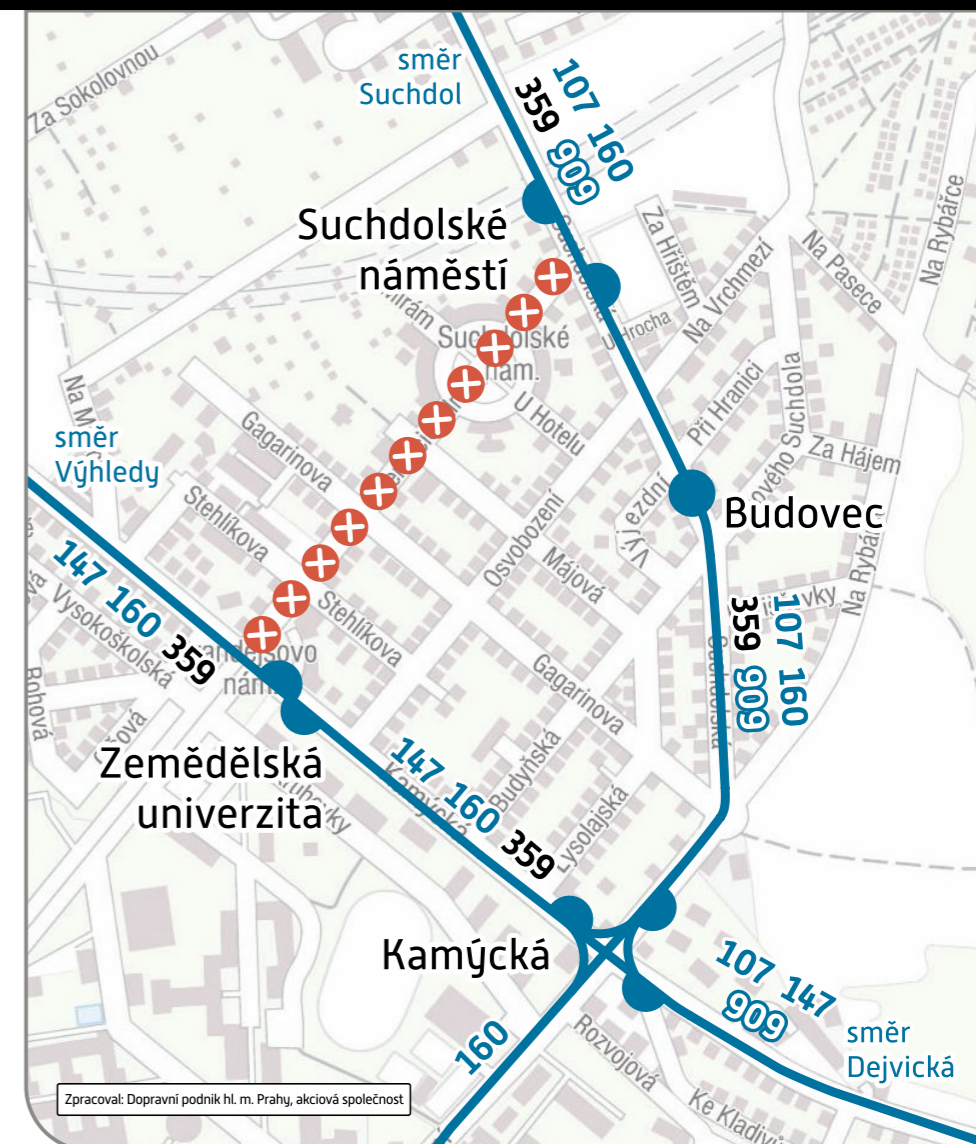 Za Sokolovnou
směr
Suchdol
107 160
359 909
Suchdolské
náměstí
Za Hřištěm
Na Vrchmezí
Na Pasece
Na Rybářce
U Hrocha
Suchdolské
nám.
U Hotelu
Při Hranici
Za Hájem
směr
Výhledy
Gagarinova
Stehlíkova
Osvobození
Májová
Výjezdní
Budovec
147 160 359
Vysokoškolská
Stehlíkova
Gagarinova
107 160
359 909
nám.
Zemědělská
univerzita
147 160 359
Kamýcká
Budyňská
Lysolajská
Kamýcká
107 147
909
směr
Dejvická
160
Rozvojová
Zpracoval: Dopravní podnik hl. m. Prahy, akciová společnost